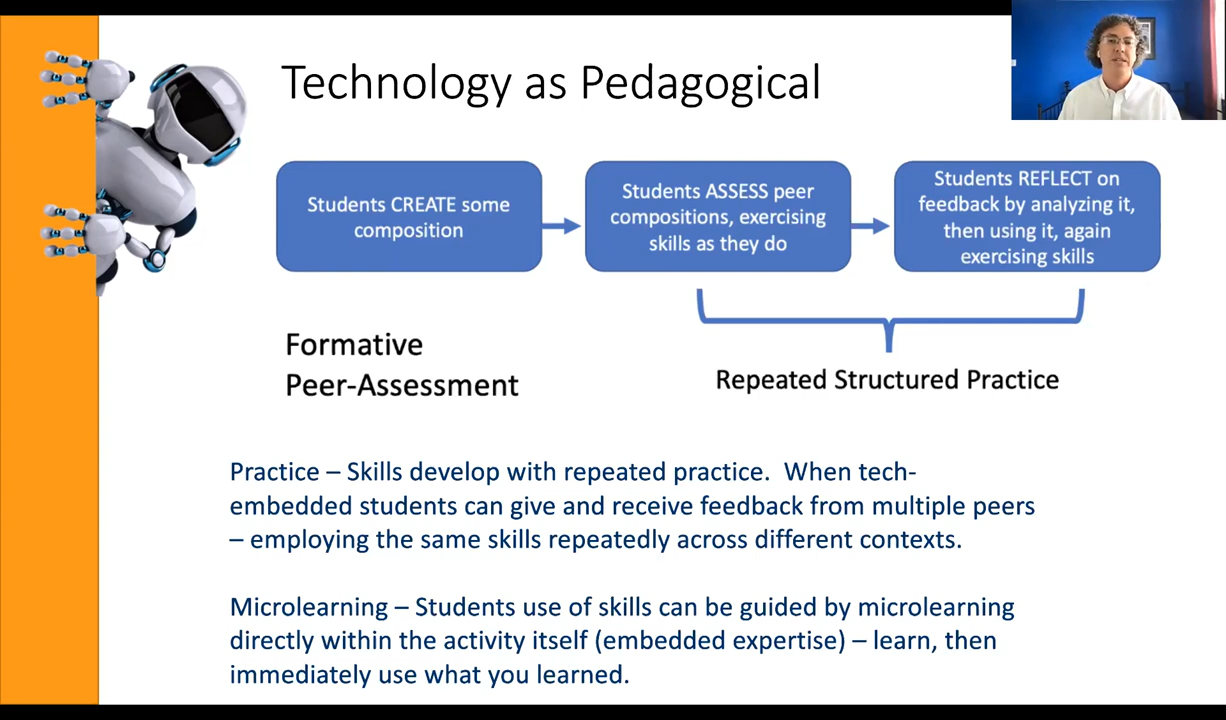 Technology as Pedagogical
Students CREATE some
composition
Students ASSESS peer
compositions, exercising
skills as they do
Students REFLECT on
feedback by analyzing it,
then using it, again
exercising skills
Formative
Peer-Assessment
Repeated Structured Practice
Practice – Skills develop with repeated practice.  When tech-
embedded students can give and receive feedback from multiple peers
– employing the same skills repeatedly across different contexts.
Microlearning – Students use of skills can be guided by microlearning
directly within the activity itself (embedded expertise) – learn, then
immediately use what you learned.